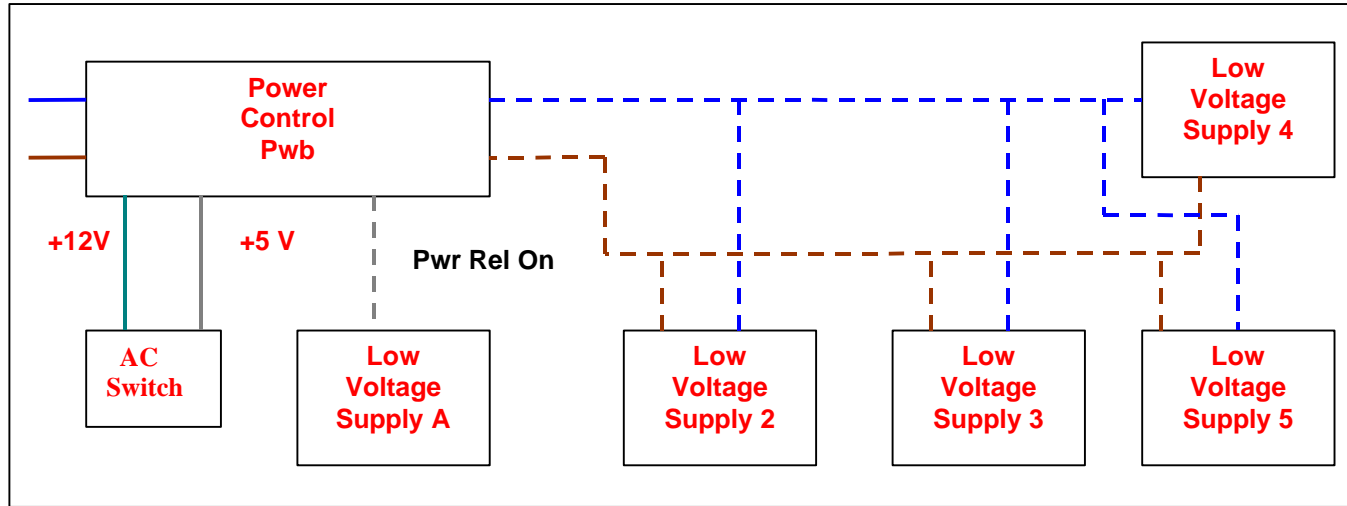 Power
Control
Pwb
Low
Voltage
Supply 4
+12V
+5 V
Pwr Rel On
AC
Switch
Low
Voltage
Supply A
Low
Voltage
Supply 2
Low
Voltage
Supply 3
Low
Voltage
Supply 5